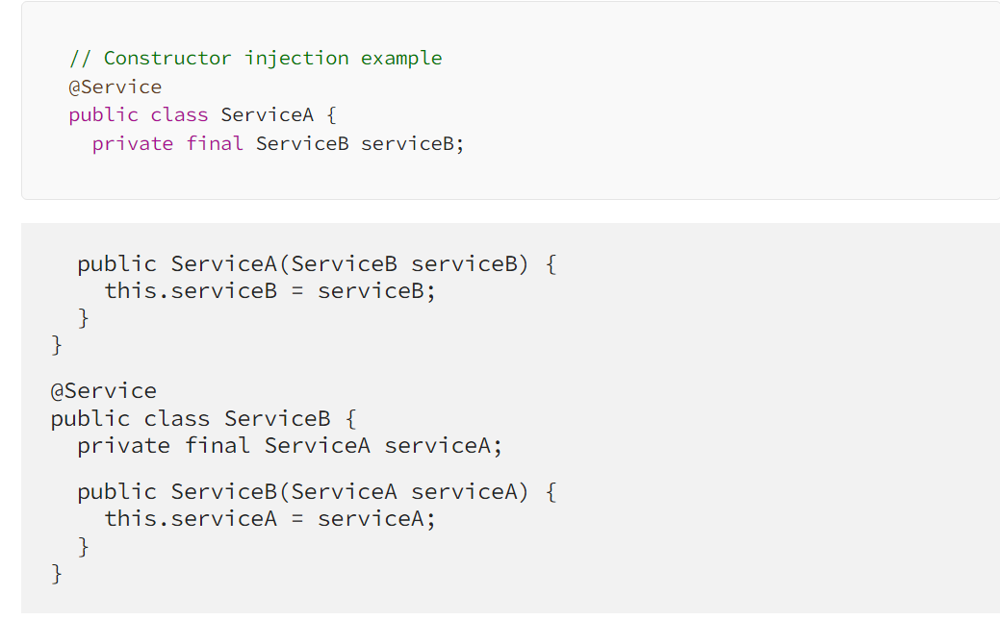 // Constructor injection example
@Service
public class ServiceA {
  private final ServiceB serviceB;
  public ServiceA(ServiceB serviceB) {
    this.serviceB = serviceB;
  }
}
@Service
public class ServiceB {
  private final ServiceA serviceA;
  public ServiceB(ServiceA serviceA) {
    this.serviceA = serviceA;
  }
}